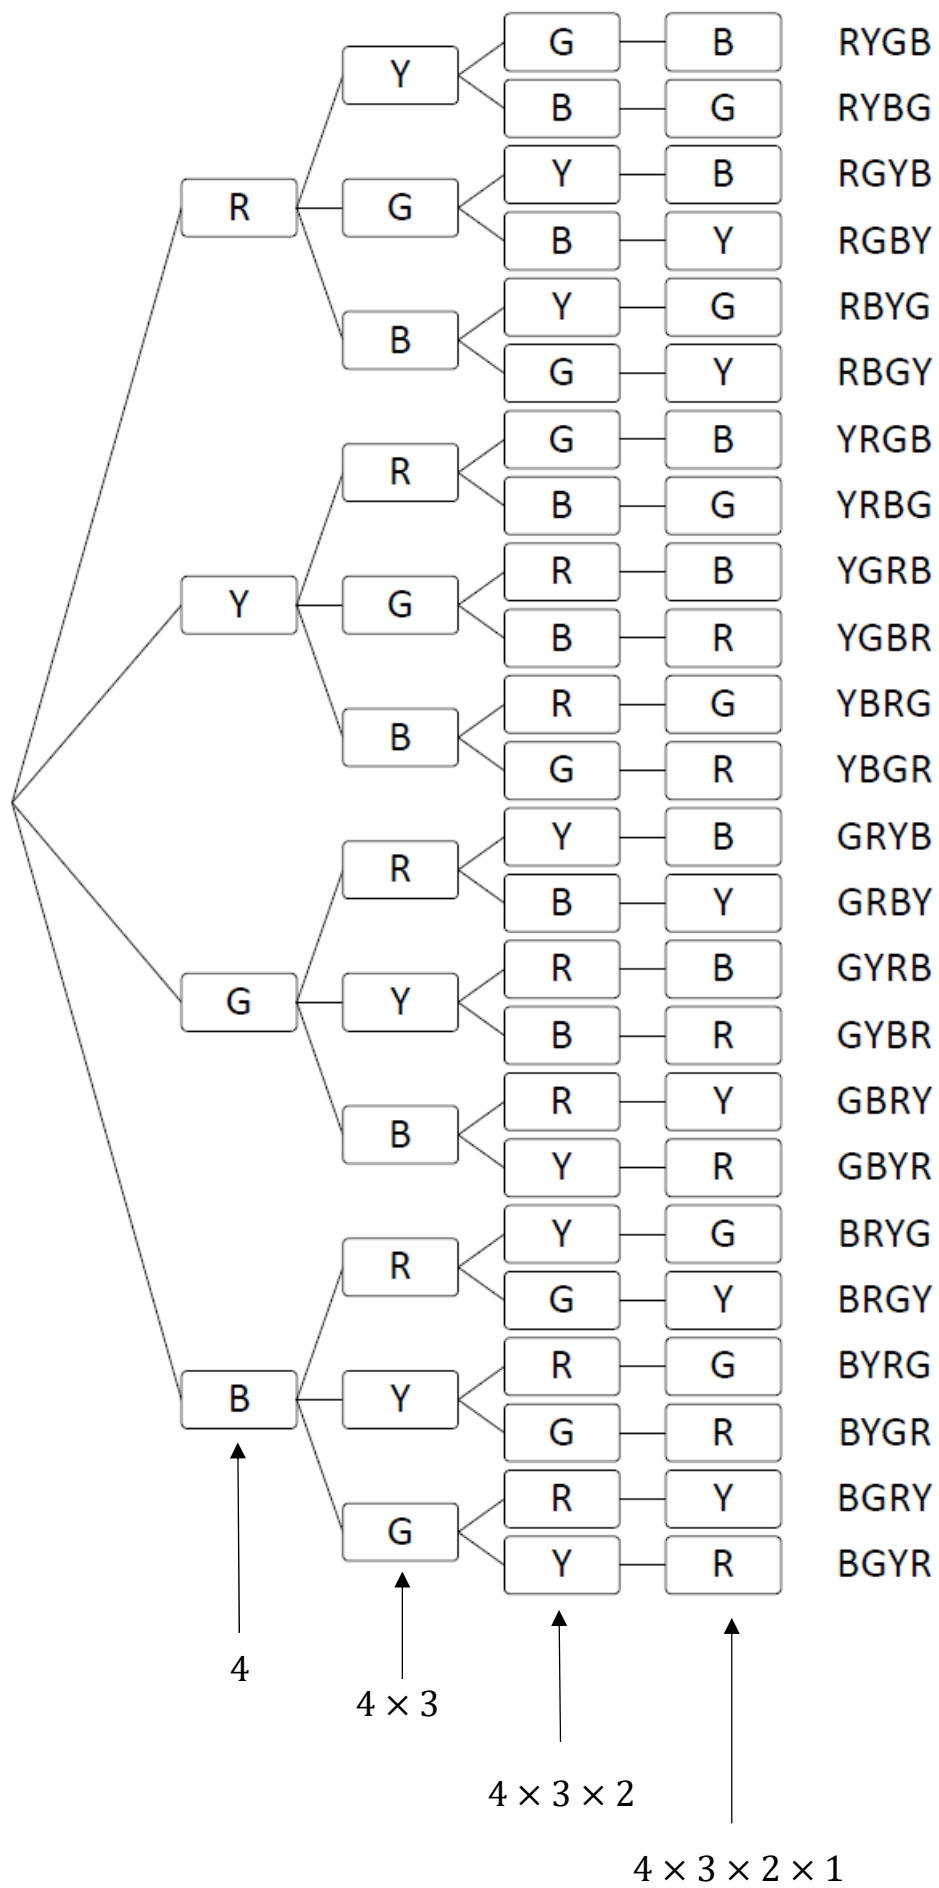 G B RYGB
Y
B G RYBG
Y B RGYB
R G
B Y RGBY
Y G RBYG
B
G Y RBGY
G B YRGB
R
B G YRBG
R B YGRB
Y G
B R YGBR
R G YBRG
B
G R YBGR
Y B GRYB
R
B Y GRBY
R B GYRB
G Y
B R GYBR
R Y GBRY
B
Y R GBYR
Y G BRYG
R
G Y BRGY
R G BYRG
B Y
G R BYGR
R Y BGRY
G
Y R BGYR
4
4 × 3
4 × 3 × 2
4 × 3 × 2 × 1